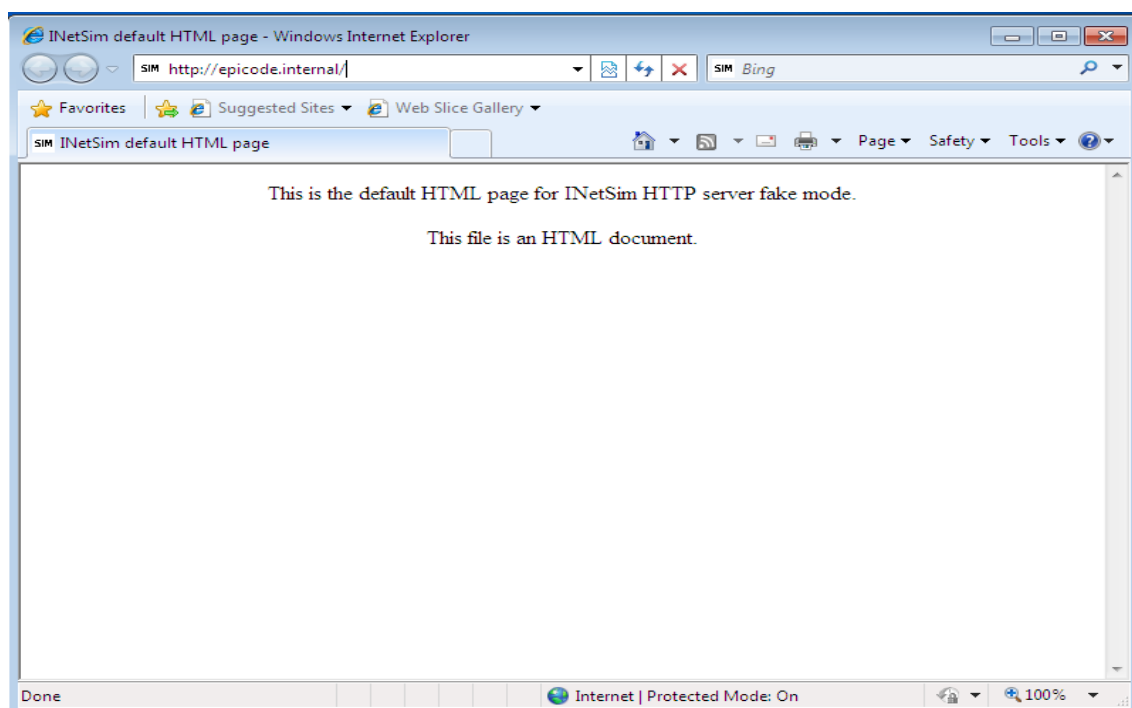 INetSim default HTML page - Windows Internet Explorer
SIM http://epicode.internal/ SIM Bing
Favorites Suggested Sites Web Slice Gallery
SIM INetSim default HTML page Page Safety Tools
This is the default HTML page for INetSim HTTP server fake mode.
This file is an HTML document.
Done Internet | Protected Mode: On 100%